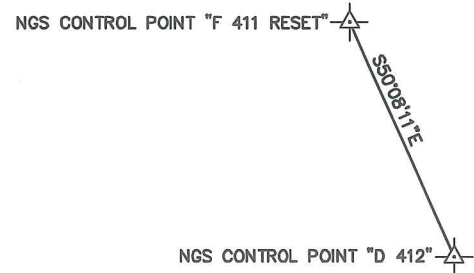 NGS CONTROL POINT "F 411 RESET"
S50°08'11"E
NGS CONTROL POINT "D 412"